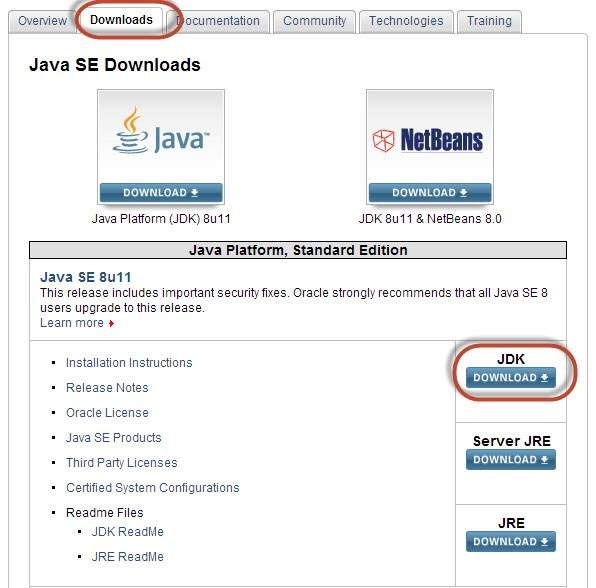 Overview Downloads Documentation Community Technologies Training
Java SE Downloads
Java™ NetBeans
DOWNLOAD DOWNLOAD
Java Platform (JDK) 8u11 JDK 8u11 & NetBeans 8.0
Java Platform, Standard Edition
Java SE 8u11
This release includes important security fixes. Oracle strongly recommends that all Java SE 8
users upgrade to this release.
Learn more
Installation Instructions
Release Notes
Oracle License
Java SE Products
Third Party Licenses
Certified System Configurations
Readme Files
JDK ReadMe
JRE ReadMe
JDK
DOWNLOAD
Server JRE
DOWNLOAD
JRE
DOWNLOAD